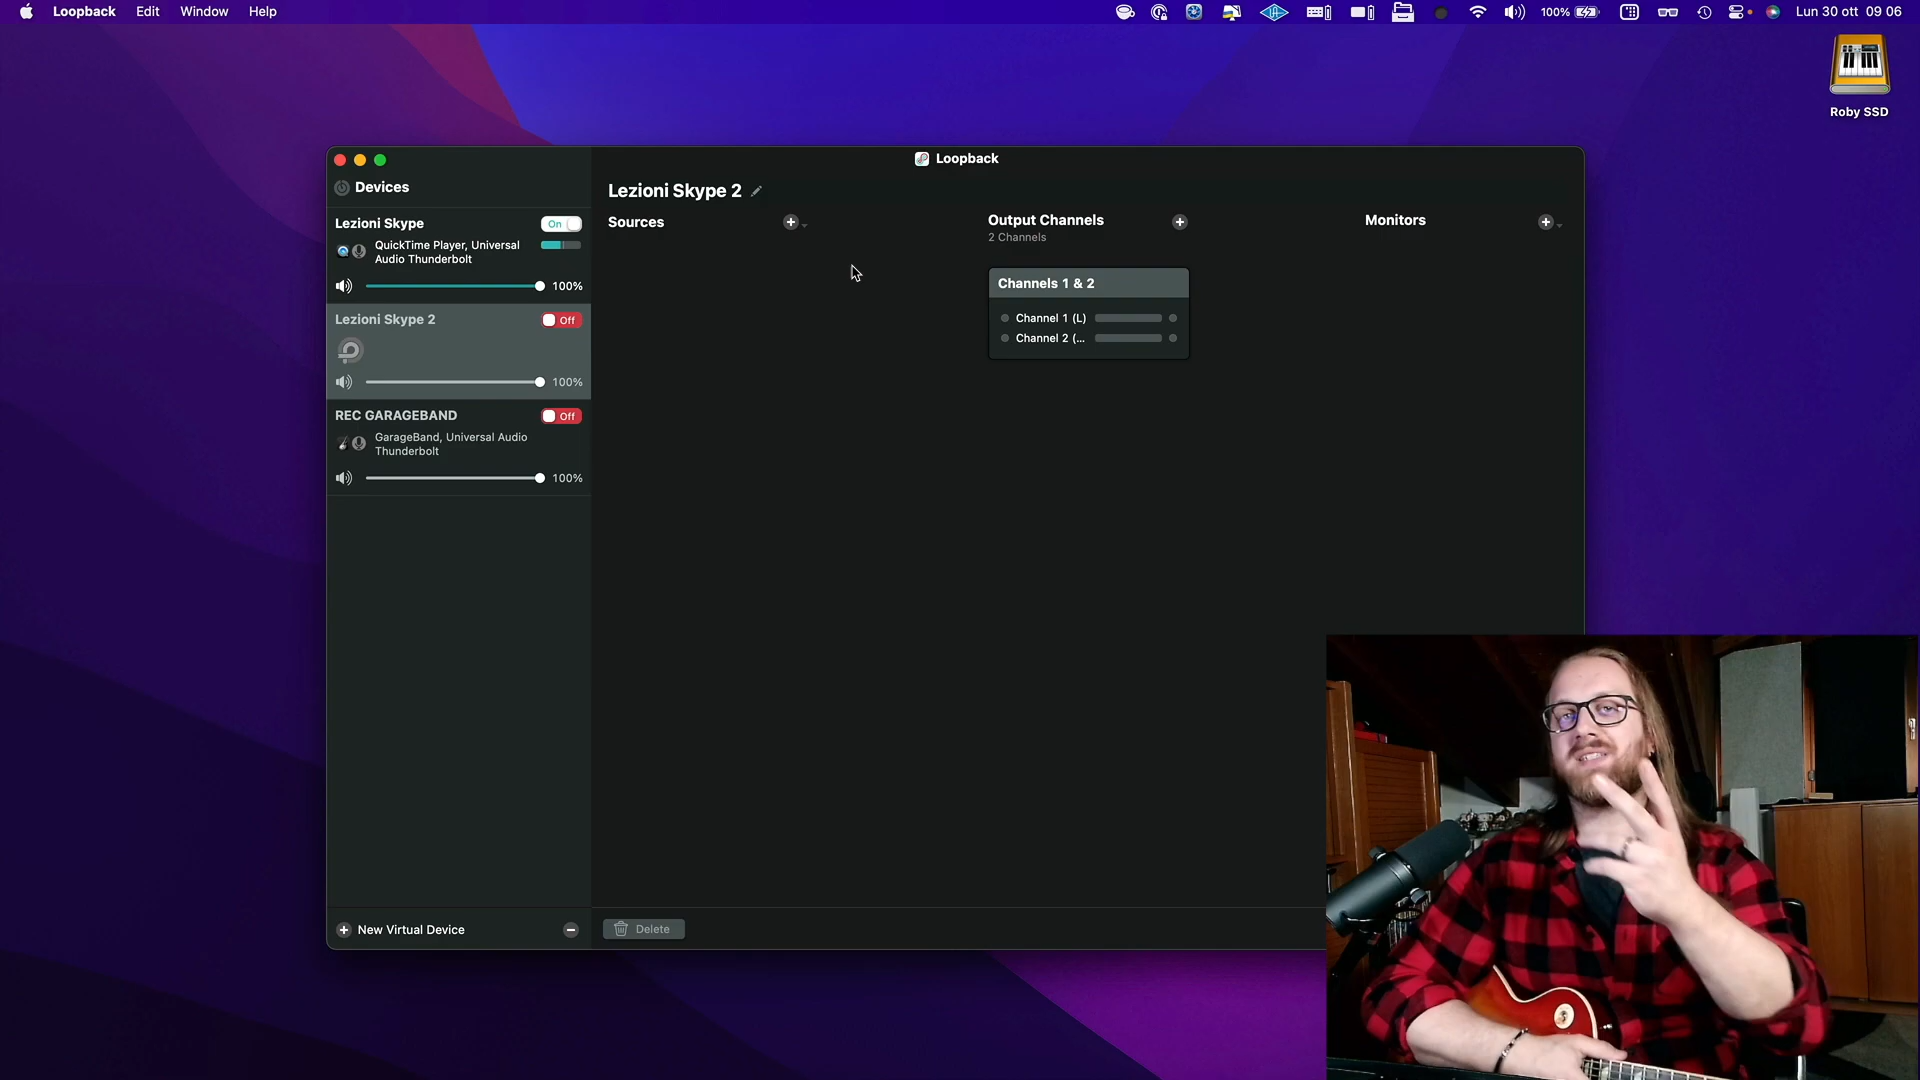 Loopback Edit Window Help 100% Lun 30 ott 09 06
Roby SSD
Loopback
Devices
Lezioni Skype On
QuickTime Player, Universal
Audio Thunderbolt
100%
Lezioni Skype 2 Off
100%
REC GARAGEBAND Off
GarageBand, Universal Audio
Thunderbolt
100%
New Virtual Device
Lezioni Skype 2
Sources
Output Channels
2 Channels
Channels 1 & 2
Channel 1 (L)
Channel 2 (...
Monitors
Delete